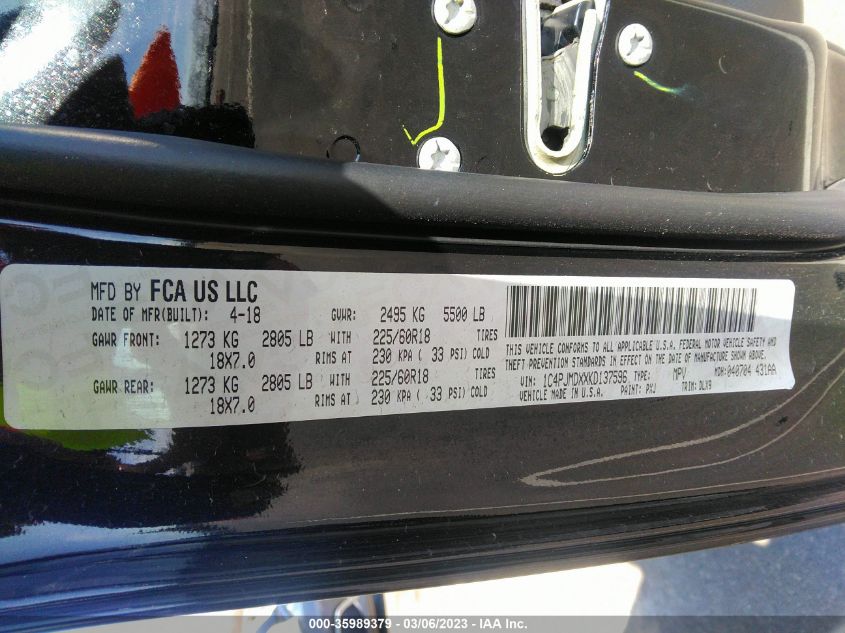 MFD BY FCA US LLC
DATE OF MFR(BUILT): 4-18 GVWR: 2495 KG 5500 LB
GAWR FRONT: 1273 KG 2805 LB WITH 225/60R18 TIRES
18X7.0 RIMS AT 230 KPA ( 33 PSI) COLD
GAWR REAR: 1273 KG 2805 LB WITH 225/60R18 TIRES
18X7.0 RIMS AT 230 KPA ( 33 PSI) COLD
THIS VEHICLE CONFORMS TO ALL APPLICABLE U.S.A. FEDERAL MOTOR VEHICLE SAFETY AND
THEFT PREVENTION STANDARDS IN EFFECT ON THE DATE OF MANUFACTURE SHOWN ABOVE.
VIN: 1C4PJMDXXKD137596 TYPE: MPV MDH: 040704 431AA
VEHICLE MADE IN U.S.A. PAINT: PXJ TRIM: DLX9
000-35989379 - 03/06/2023 - IAA Inc.